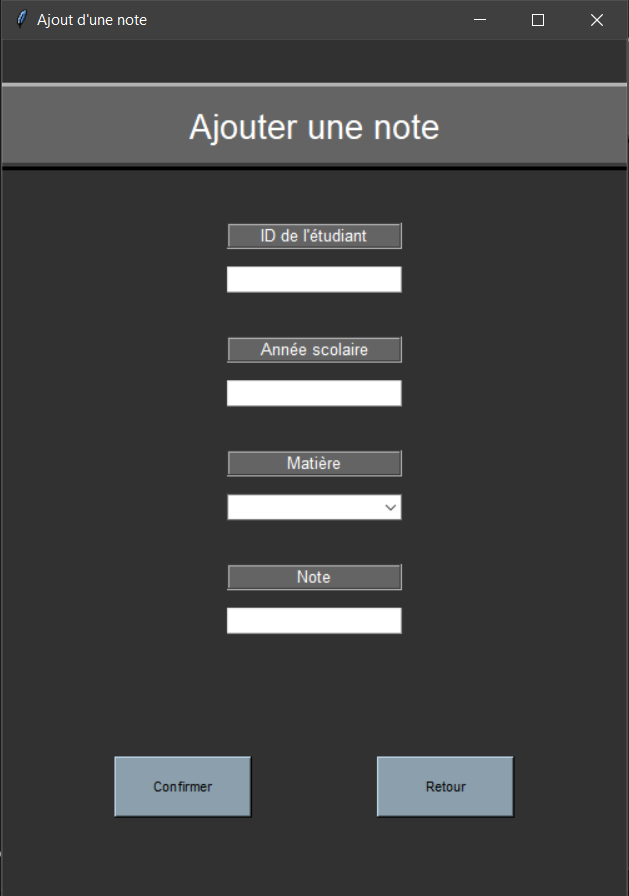 Ajout d'une note
Ajouter une note
ID de l'étudiant
Année scolaire
Matière
Note
Confirmer
Retour